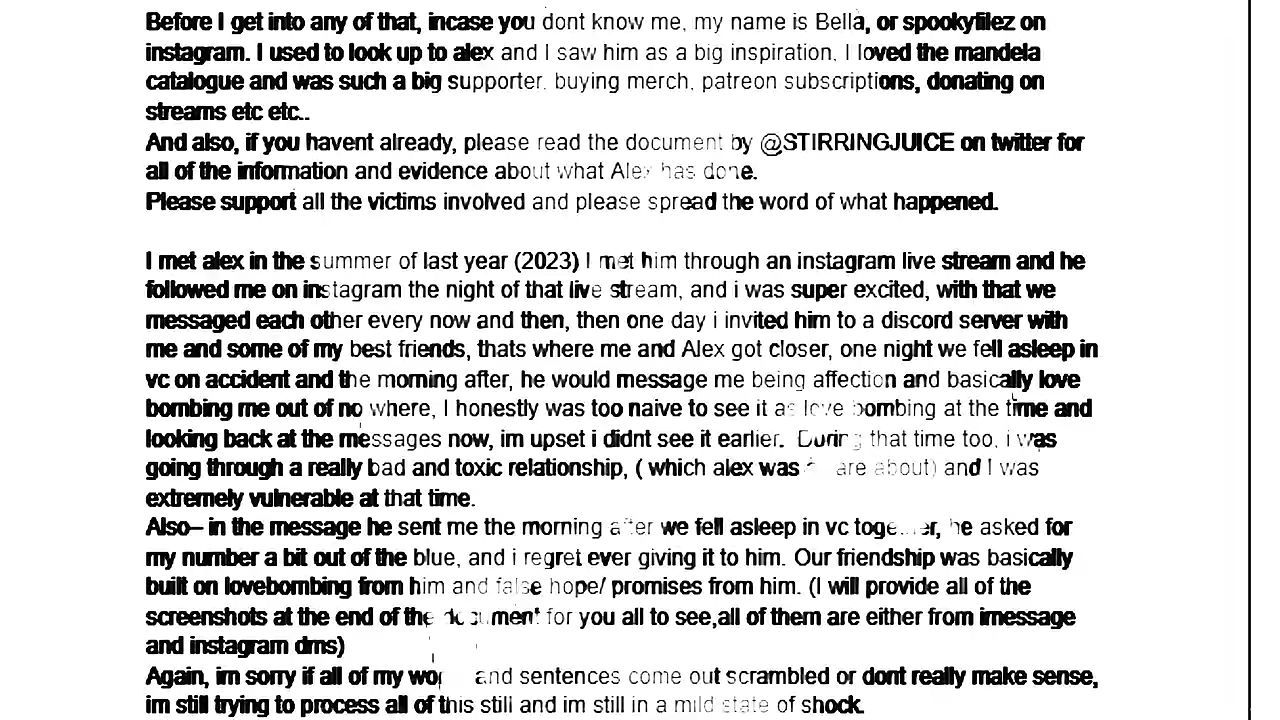 Before I get into any of that, incase you dont know me, my name is Bella, or spookyfilez on
instagram. I used to look up to alex and I saw him as a big inspiration, I loved the mandela
catalogue and was such a big supporter, buying merch, patreon subscriptions, donating on
streams etc etc..
And also, if you havent already, please read the document by @STIRRINGJUICE on twitter for
all of the information and evidence about what Alex has done.
Please support all the victims involved and please spread the word of what happened.
I met alex in the summer of last year (2023) I met him through an instagram live stream and he
followed me on instagram the night of that live stream, and i was super excited, with that we
messaged each other every now and then, then one day i invited him to a discord server with
me and some of my best friends, thats where me and Alex got closer, one night we fell asleep in
vc on accident and the morning after, he would message me being affection and basically love
bombing me out of no where, I honestly was too naive to see it as love bombing at the time and
looking back at the messages now, im upset i didnt see it earlier. During that time too, i was
going through a really bad and toxic relationship, ( which alex was are about) and I was
extremely vulnerable at that time.
Also– in the message he sent me the morning after we fell asleep in vc together, he asked for
my number a bit out of the blue, and i regret ever giving it to him. Our friendship was basically
built on lovebombing from him and false hope/ promises from him. (I will provide all of the
screenshots at the end of the document for you all to see,all of them are either from imessage
and instagram dms)
Again, im sorry if all of my and sentences come out scrambled or dont really make sense,
im still trying to process all of this still and im still in a mild state of shock.